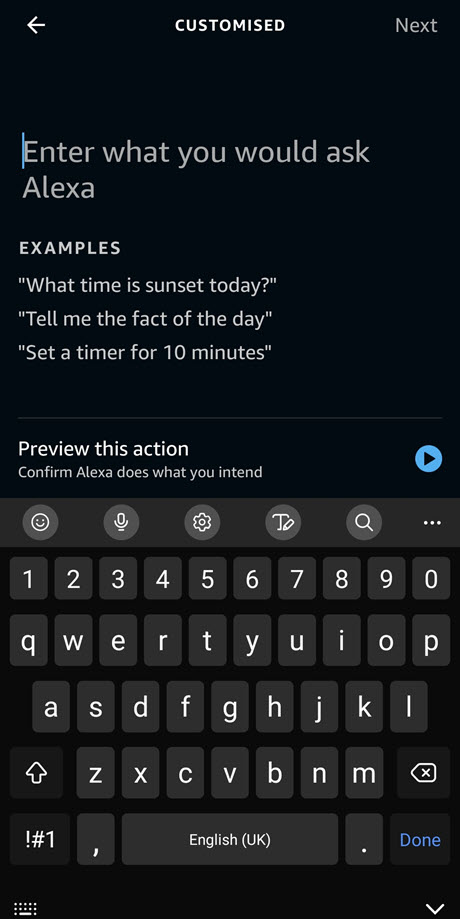 CUSTOMISED Next
Enter what you would ask
Alexa
EXAMPLES
"What time is sunset today?"
"Tell me the fact of the day"
"Set a timer for 10 minutes"
Preview this action
Confirm Alexa does what you intend
1 2 3 4 5 6 7 8 9 0
q w e r t y u i o p
a s d f g h j k l
z x c v b n m
!#1 , English (UK) . Done